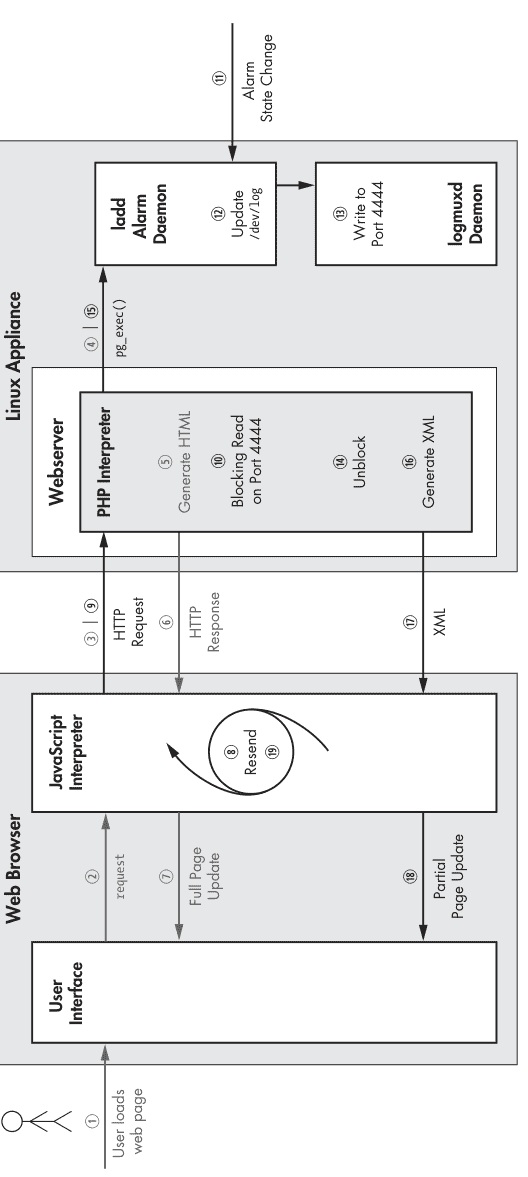 Web Browser
Linux Appliance
①
User loads
web page
User
Interface
②
request
⑦
Full Page
Update
⑱
Partial
Page Update
JavaScript
Interpreter
⑧
Resend
⑲
③ | ⑨
HTTP
Request
⑥
HTTP
Response
⑰
XML
Webserver
PHP Interpreter
⑤
Generate HTML
⑩
Blocking Read
on Port 4444
⑭
Unblock
⑯
Generate XML
④ | ⑮
pg_exec()
ladd
Alarm
Daemon
⑫
Update
/dev/log
⑬
Write to
Port 4444
logmuxd
Daemon
⑪
Alarm
State Change